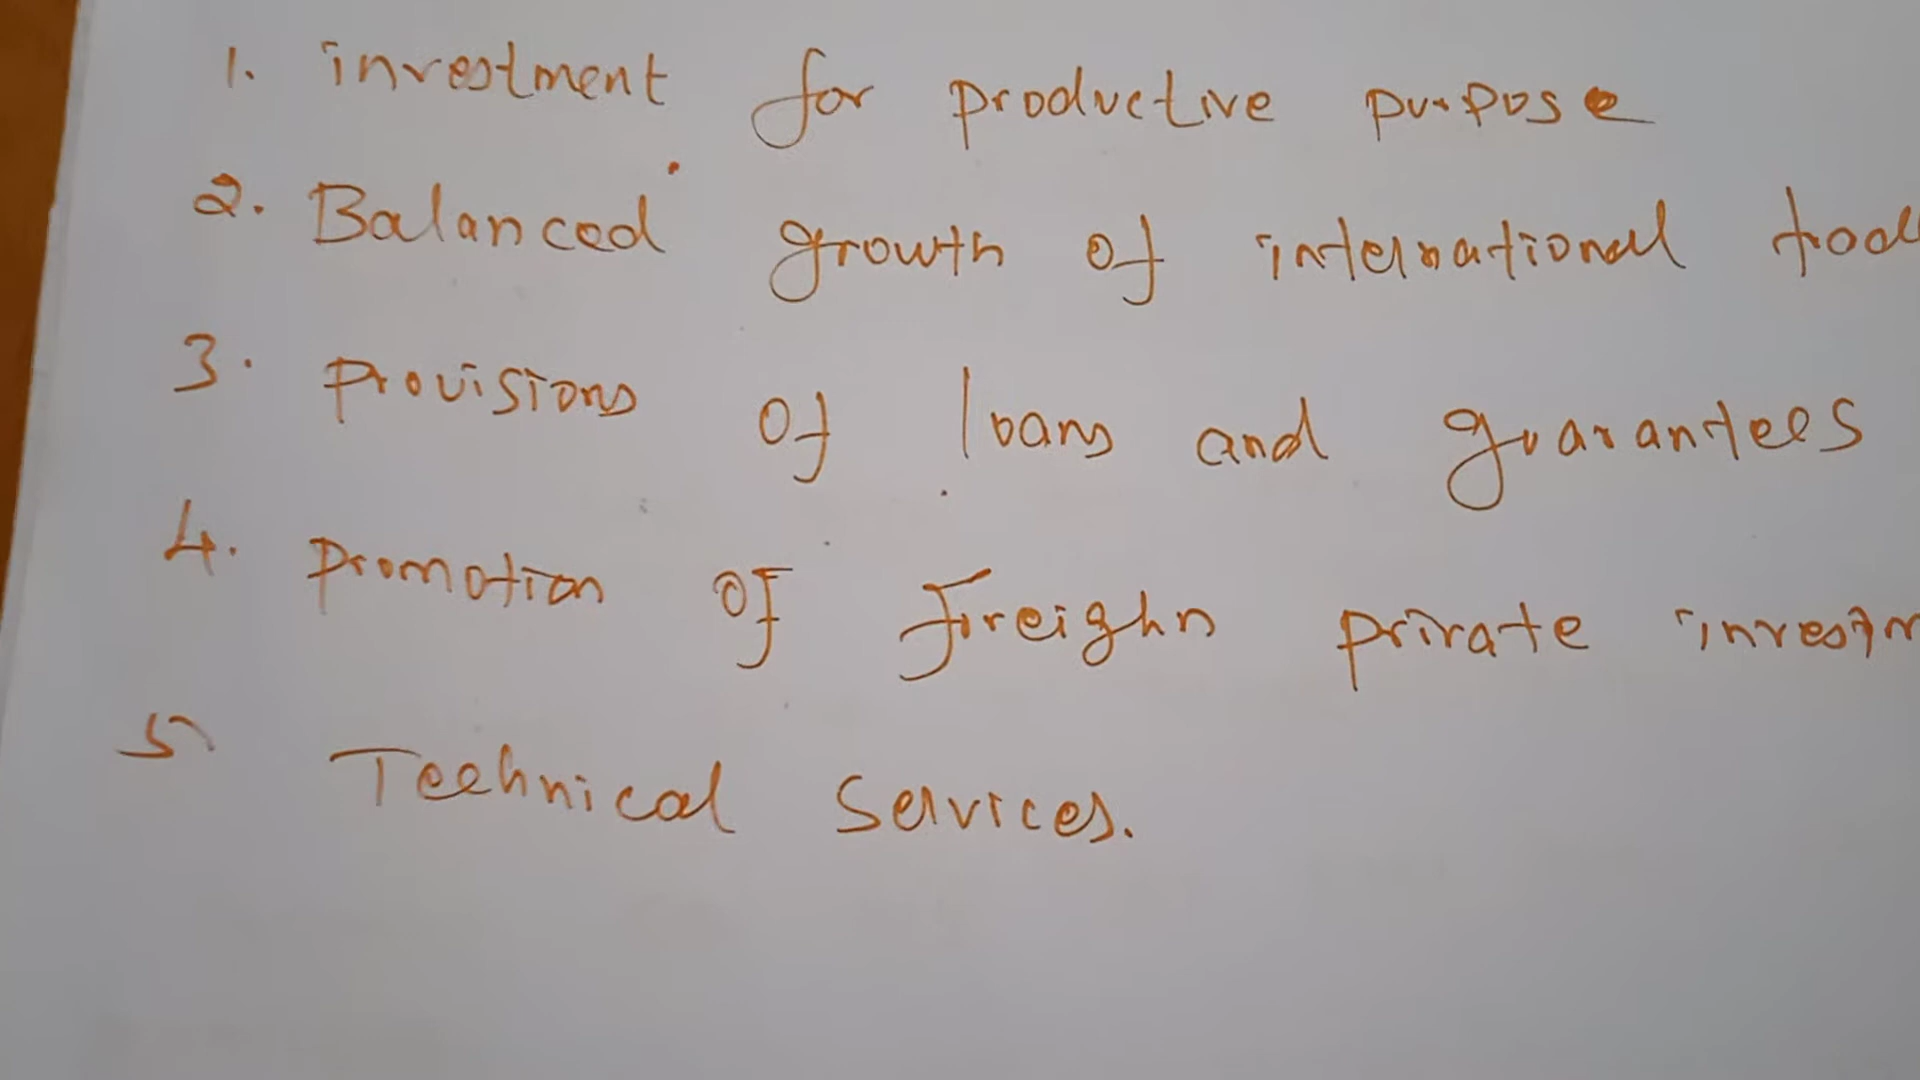 1. investment for productive purpose
2. Balanced growth of international trad
3. provisions of loans and guarantees
4. promotion of foreighn private investm
5 Technical Services.